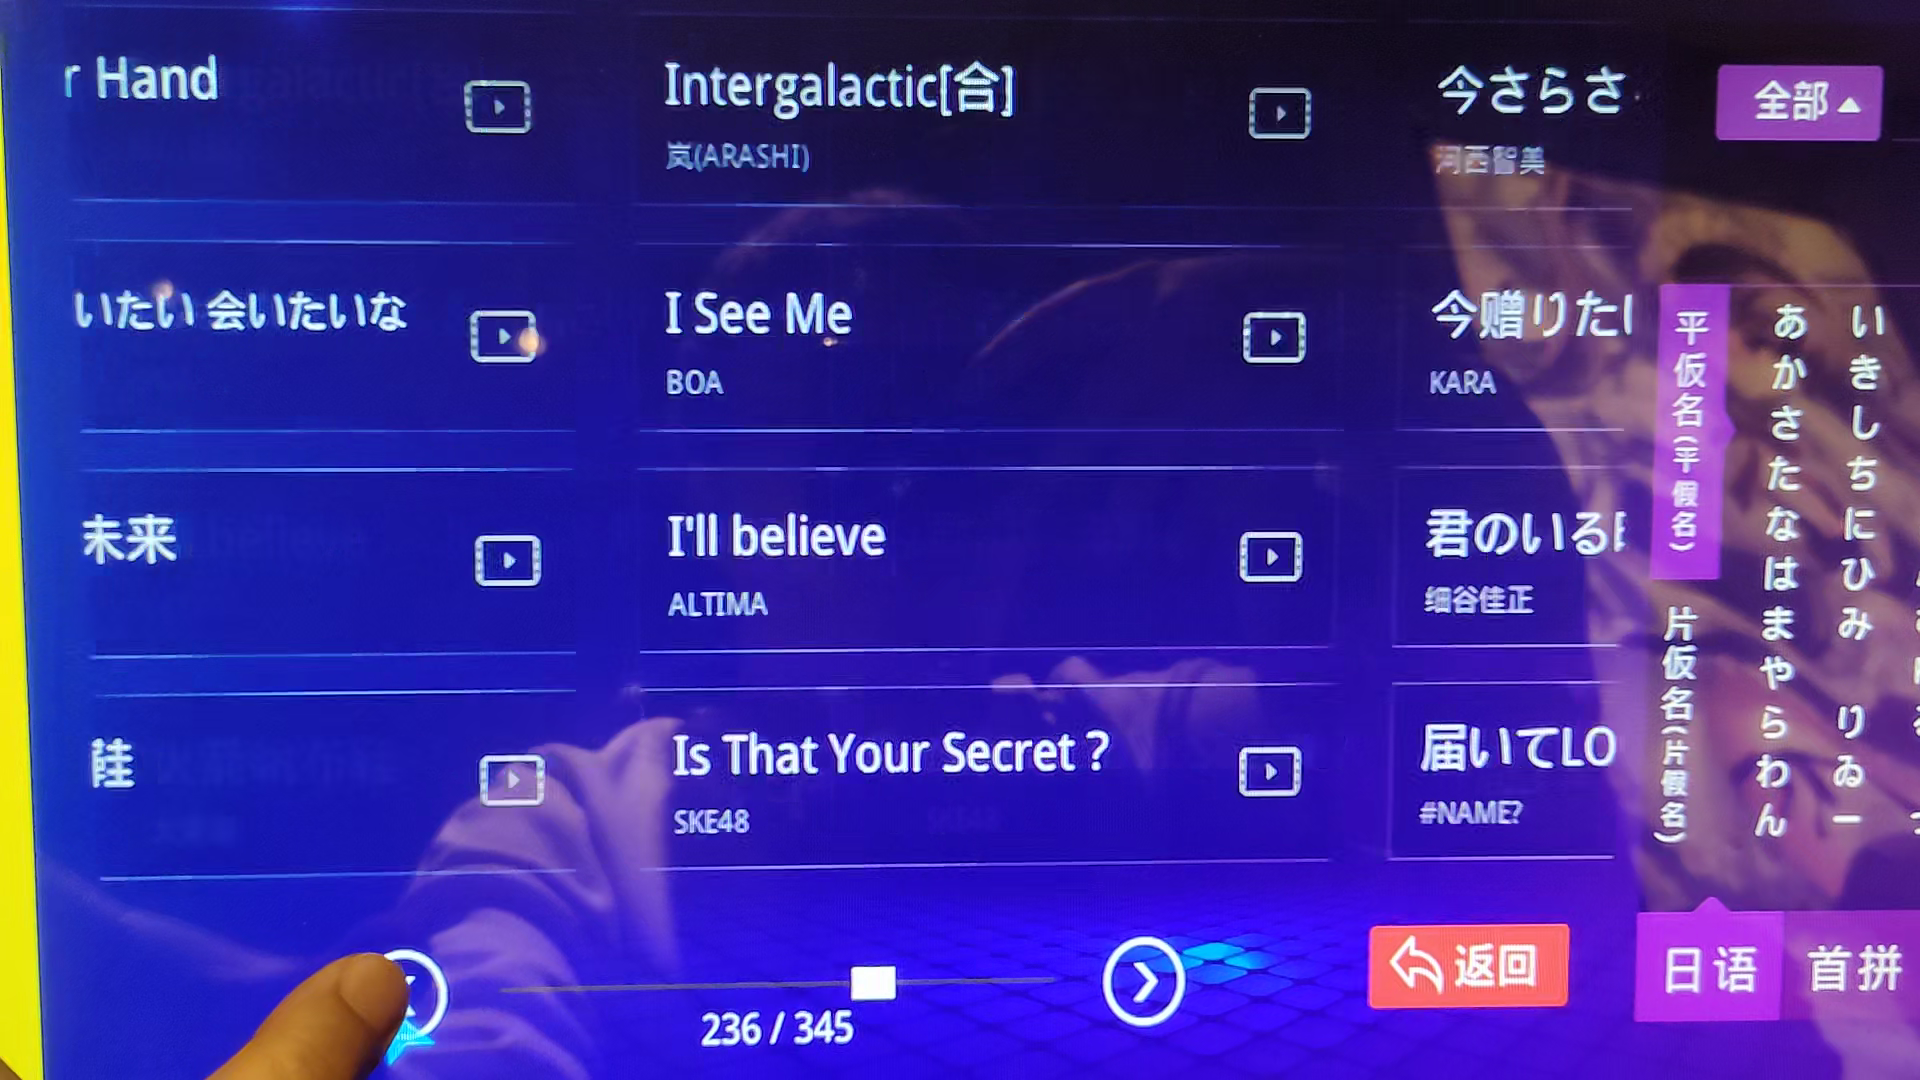 r Hand
Intergalactic[合]
岚(ARASHI)
今さらさ
河西智美
全部
いたい 会いたいな
I See Me
BOA
今赠りたい
KARA
未来
I'll believe
ALTIMA
君のいる
细谷佳正
陸
Is That Your Secret ?
SKE48
届いてLO
#NAME?
平仮名(平假名)
片仮名(片假名)
あかさたなはまやらわん
いきしちにひみ りゐー
236 / 345
返回
日语
首拼